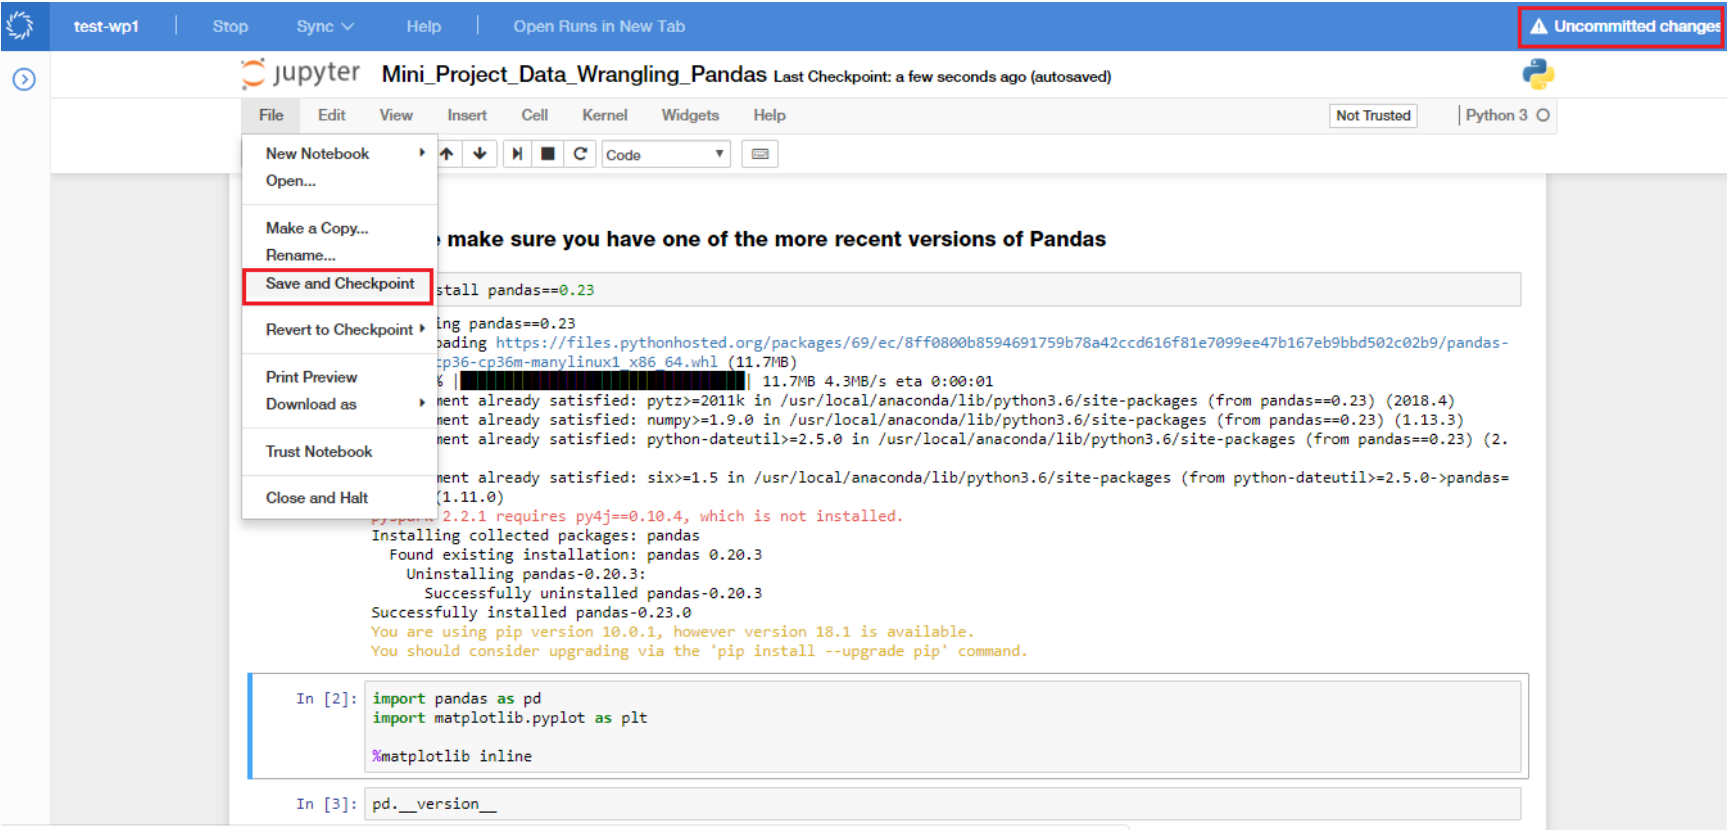 test-wp1 Stop Sync Help Open Runs in New Tab Uncommitted changes
jupyter Mini_Project_Data_Wrangling_Pandas Last Checkpoint: a few seconds ago (autosaved)
File Edit View Insert Cell Kernel Widgets Help Not Trusted Python 3
Code
New Notebook
Open...
Make a Copy...
Rename...
Save and Checkpoint
Revert to Checkpoint
Print Preview
Download as
Trust Notebook
Close and Halt
make sure you have one of the more recent versions of Pandas
stall pandas==0.23
ing pandas==0.23
oading https://files.pythonhosted.org/packages/69/ec/8ff0800b8594691759b78a42ccd616f81e7099ee47b167eb9bbd502c02b9/pandas-
cp36-cp36m-manylinux1_x86_64.whl (11.7MB)
% | | 11.7MB 4.3MB/s eta 0:00:01
ment already satisfied: pytz>=2011k in /usr/local/anaconda/lib/python3.6/site-packages (from pandas==0.23) (2018.4)
ment already satisfied: numpy>=1.9.0 in /usr/local/anaconda/lib/python3.6/site-packages (from pandas==0.23) (1.13.3)
ment already satisfied: python-dateutil>=2.5.0 in /usr/local/anaconda/lib/python3.6/site-packages (from pandas==0.23) (2.
ment already satisfied: six>=1.5 in /usr/local/anaconda/lib/python3.6/site-packages (from python-dateutil>=2.5.0->pandas=
(1.11.0)
pyspark 2.2.1 requires py4j==0.10.4, which is not installed.
Installing collected packages: pandas
Found existing installation: pandas 0.20.3
Uninstalling pandas-0.20.3:
Successfully uninstalled pandas-0.20.3
Successfully installed pandas-0.23.0
You are using pip version 10.0.1, however version 18.1 is available.
You should consider upgrading via the 'pip install --upgrade pip' command.
In [2]: import pandas as pd
import matplotlib.pyplot as plt
%matplotlib inline
In [3]: pd.__version__